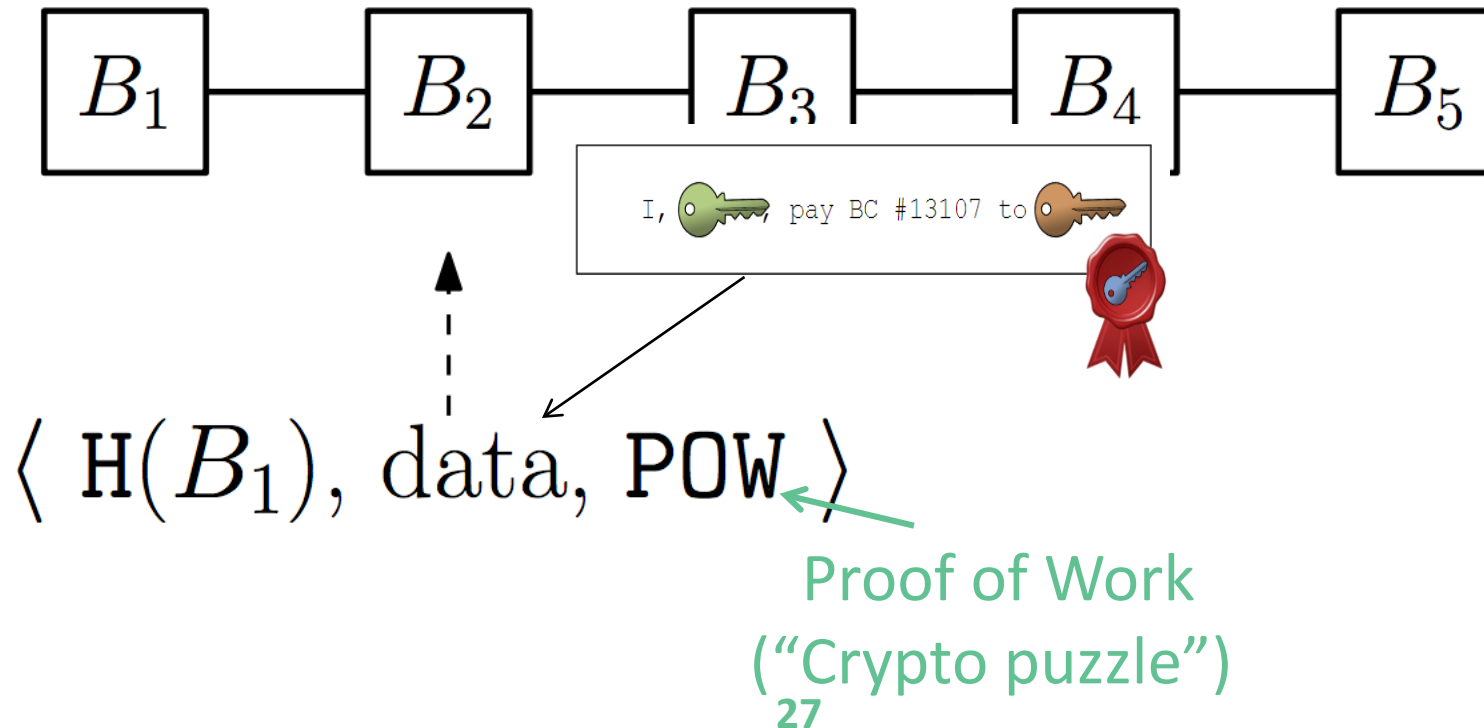 B₁ B₂ B₃ B₄ B₅
I, , pay BC #13107 to
⟨ H(B₁), data, POW ⟩
Proof of Work
(“Crypto puzzle”)
27